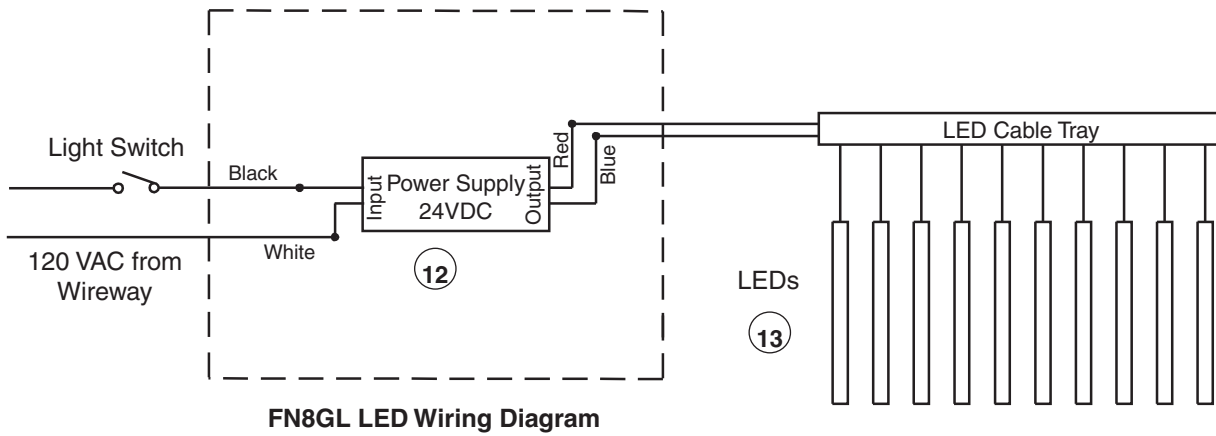 Light Switch
Black
White
120 VAC from
Wireway
Input
Power Supply
24VDC
Output
12
Red
Blue
LED Cable Tray
LEDs
13
FN8GL LED Wiring Diagram